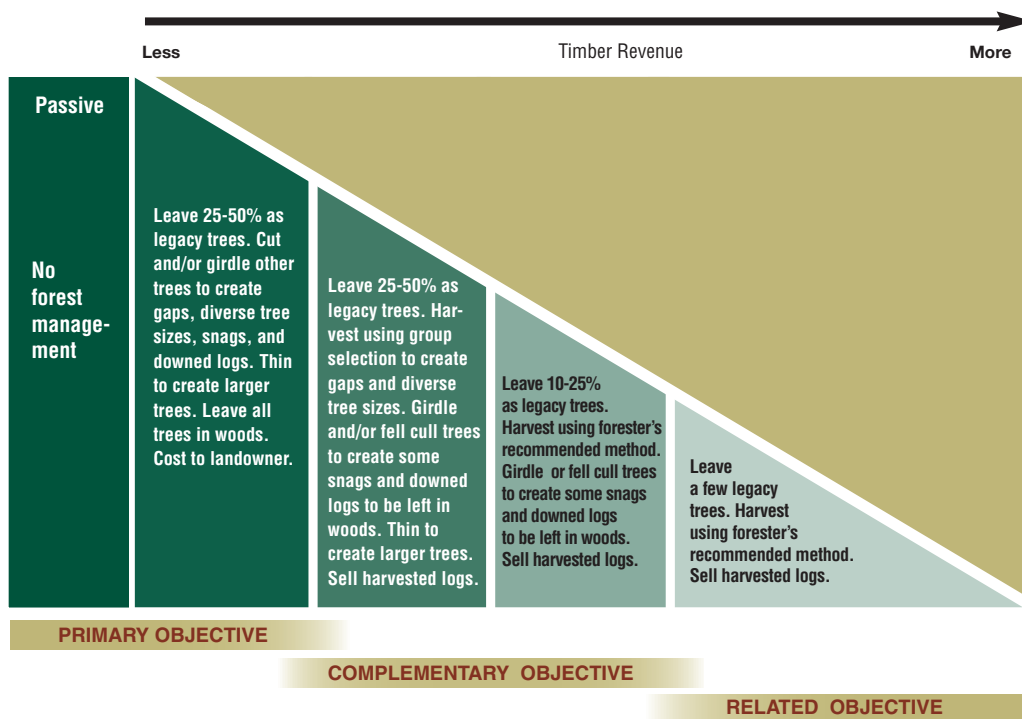 Less Timber Revenue More
Passive
No
forest
manage-
ment
Leave 25-50% as
legacy trees. Cut
and/or girdle other
trees to create
gaps, diverse tree
sizes, snags, and
downed logs. Thin
to create larger
trees. Leave all
trees in woods.
Cost to landowner.
Leave 25-50% as
legacy trees. Har-
vest using group
selection to create
gaps and diverse
tree sizes. Girdle
and/or fell cull trees
to create some
snags and downed
logs to be left in
woods. Thin to
create larger trees.
Sell harvested logs.
Leave 10-25%
as legacy trees.
Harvest using forester’s
recommended method.
Girdle or fell cull trees
to create some snags
and downed logs
to be left in woods.
Sell harvested logs.
Leave
a few legacy
trees. Harvest
using forester’s
recommended method.
Sell harvested logs.
PRIMARY OBJECTIVE
COMPLEMENTARY OBJECTIVE
RELATED OBJECTIVE